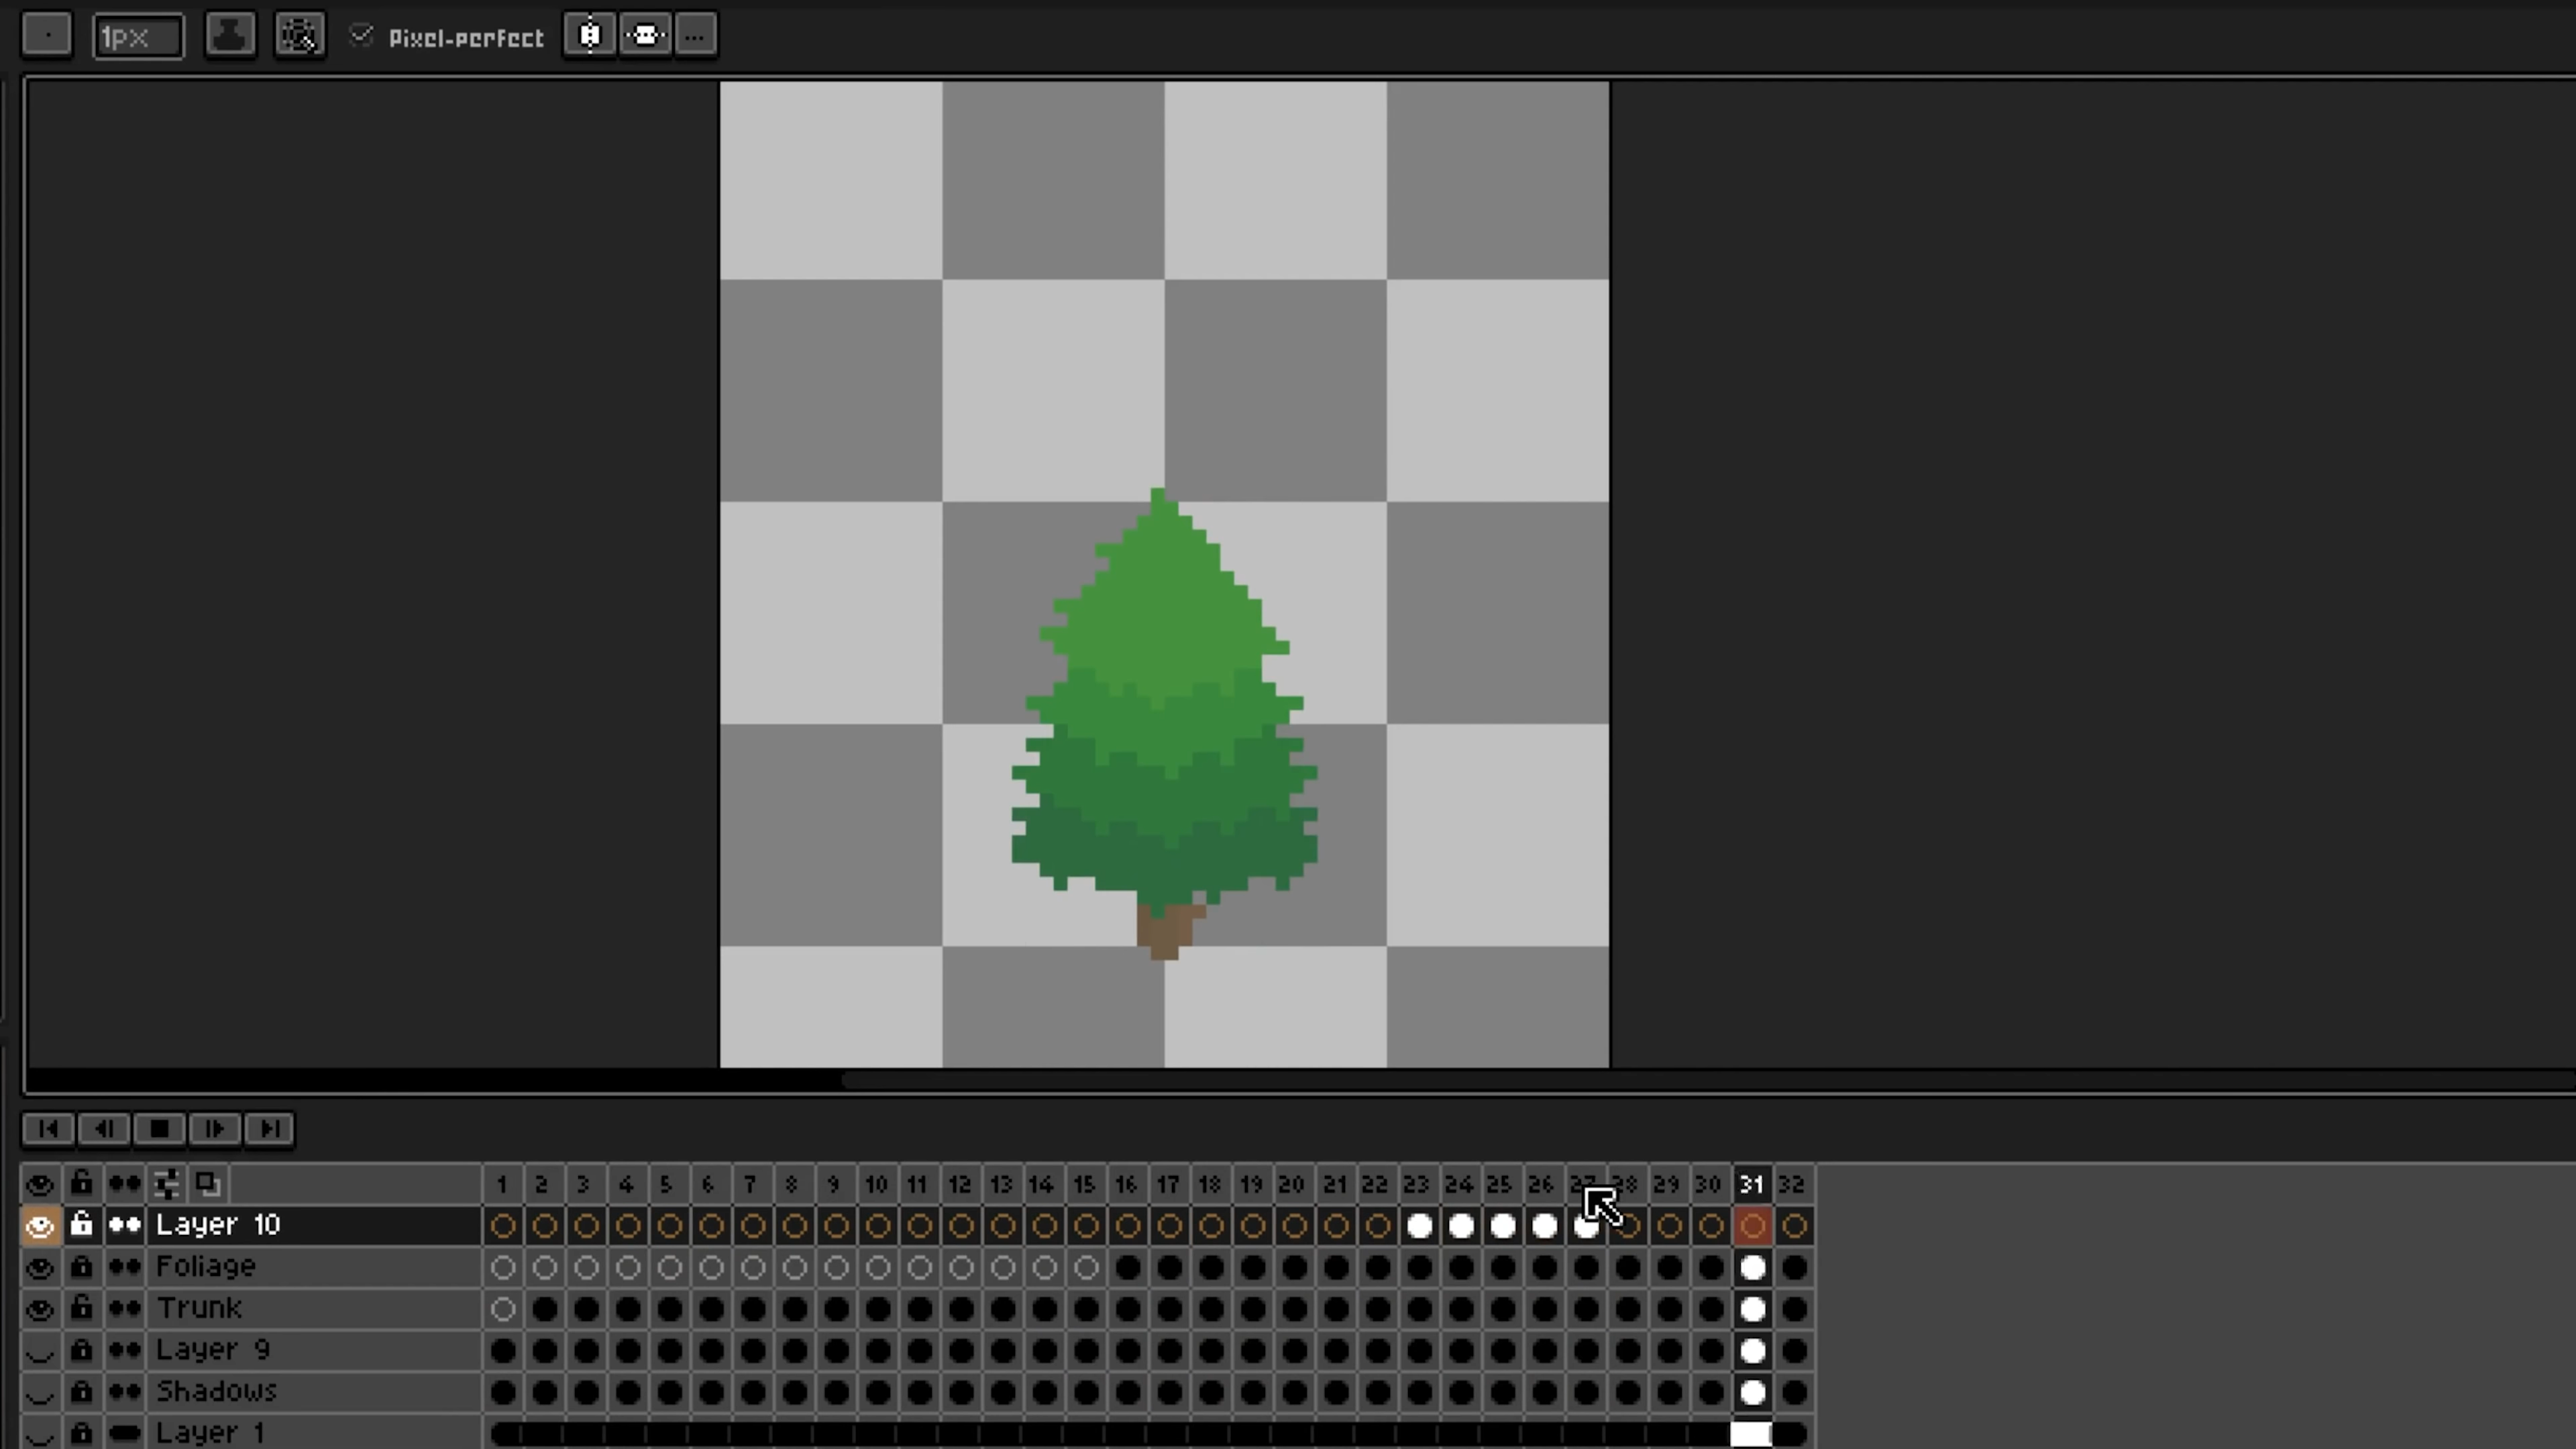 1px Pixel-perfect ...
1 2 3 4 5 6 7 8 9 10 11 12 13 14 15 16 17 18 19 20 21 22 23 24 25 26 27 28 29 30 31 32
Layer 10
Foliage
Trunk
Layer 9
Shadows
Layer 1